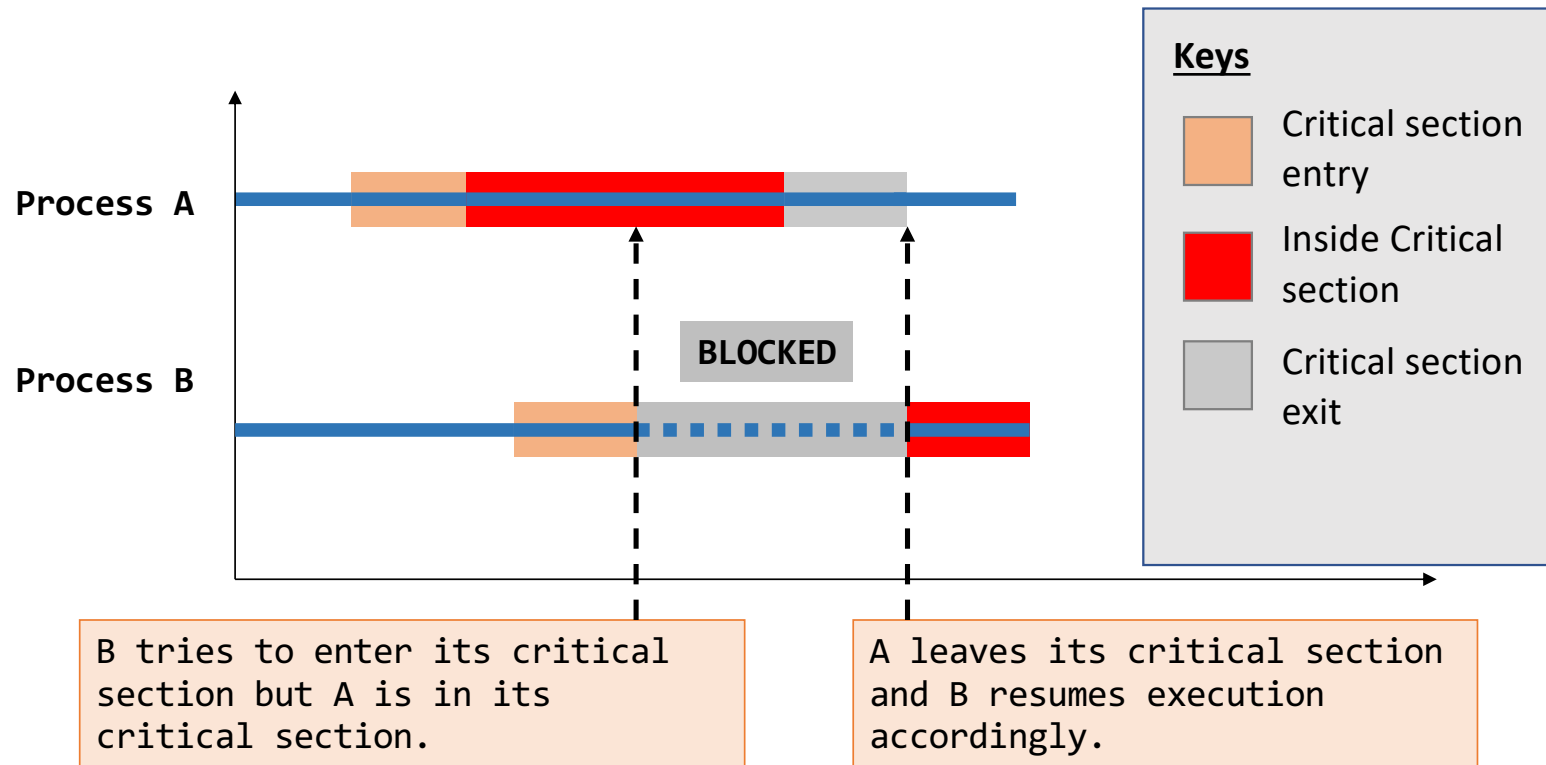 Keys
Critical section
entry
Inside Critical
section
Critical section
exit
Process A
BLOCKED
Process B
B tries to enter its critical
section but A is in its
critical section.
A leaves its critical section
and B resumes execution
accordingly.